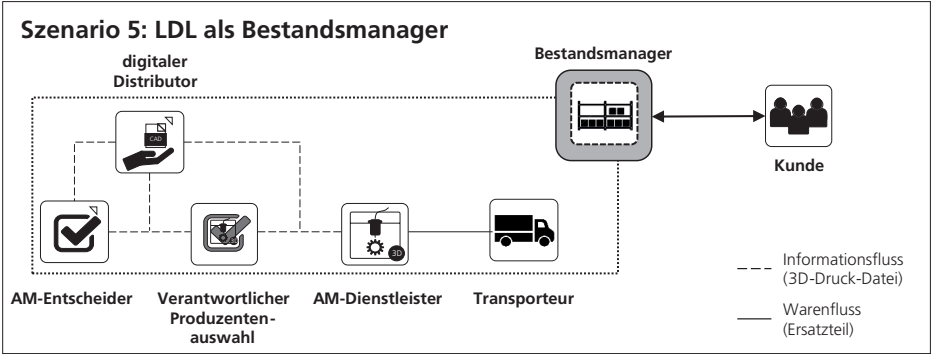 Szenario 5: LDL als Bestandsmanager
digitaler
Distributor
Bestandsmanager
CAD
Kunde
3D
AM-Entscheider
Verantwortlicher
Produzenten-
auswahl
AM-Dienstleister
Transporteur
Informationsfluss
(3D-Druck-Datei)
Warenfluss
(Ersatzteil)